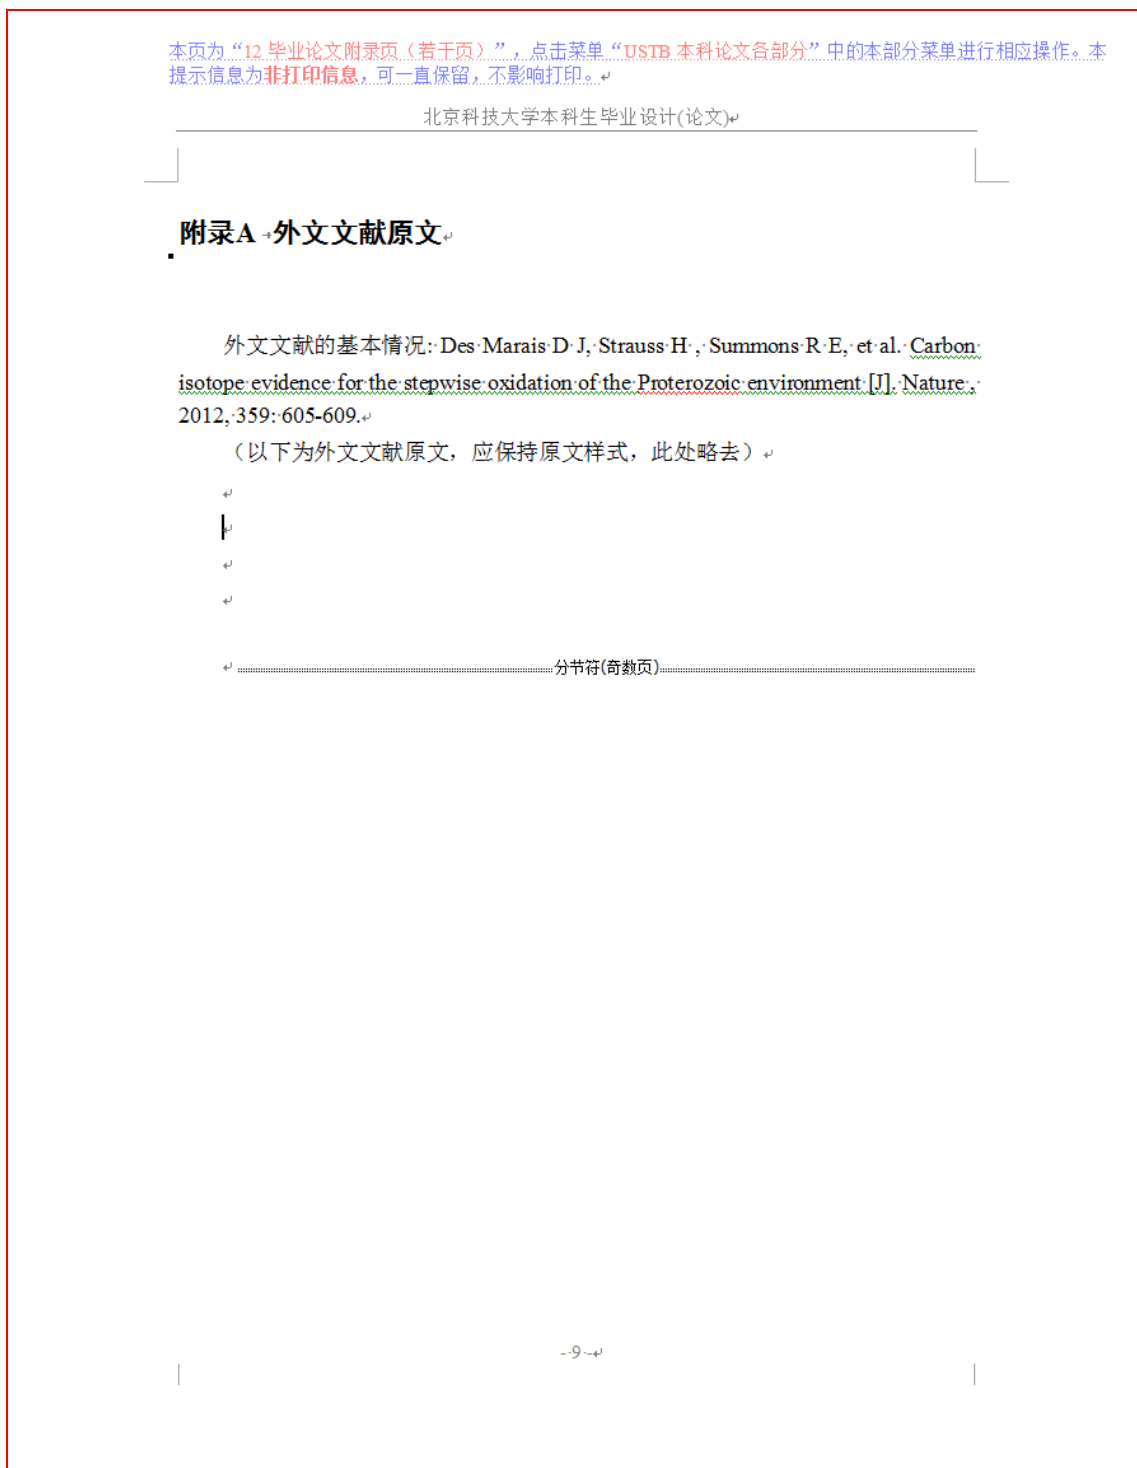 本页为“12 毕业论文附录页（若干页）”，点击菜单“USTB 本科论文各部分”中的本部分菜单进行相应操作。本
提示信息为非打印信息，可一直保留，不影响打印。
北京科技大学本科生毕业设计(论文)
附录A 外文文献原文
外文文献的基本情况: Des Marais D J, Strauss H , Summons R E, et al. Carbon
isotope evidence for the stepwise oxidation of the Proterozoic environment [J]. Nature ,
2012, 359: 605-609.
（以下为外文文献原文，应保持原文样式，此处略去）
分节符(奇数页)
- 9 -